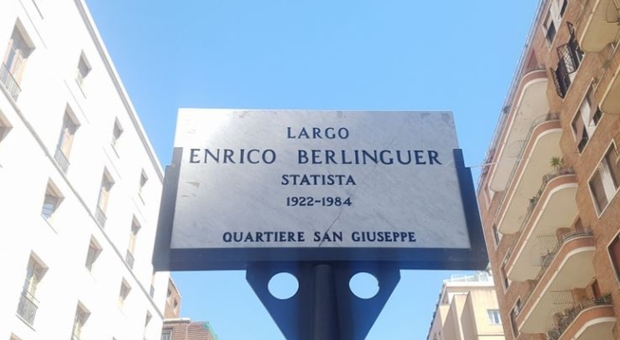 LARGO
ENRICO BERLINGUER
STATISTA
1922-1984
QUARTIERE SAN GIUSEPPE